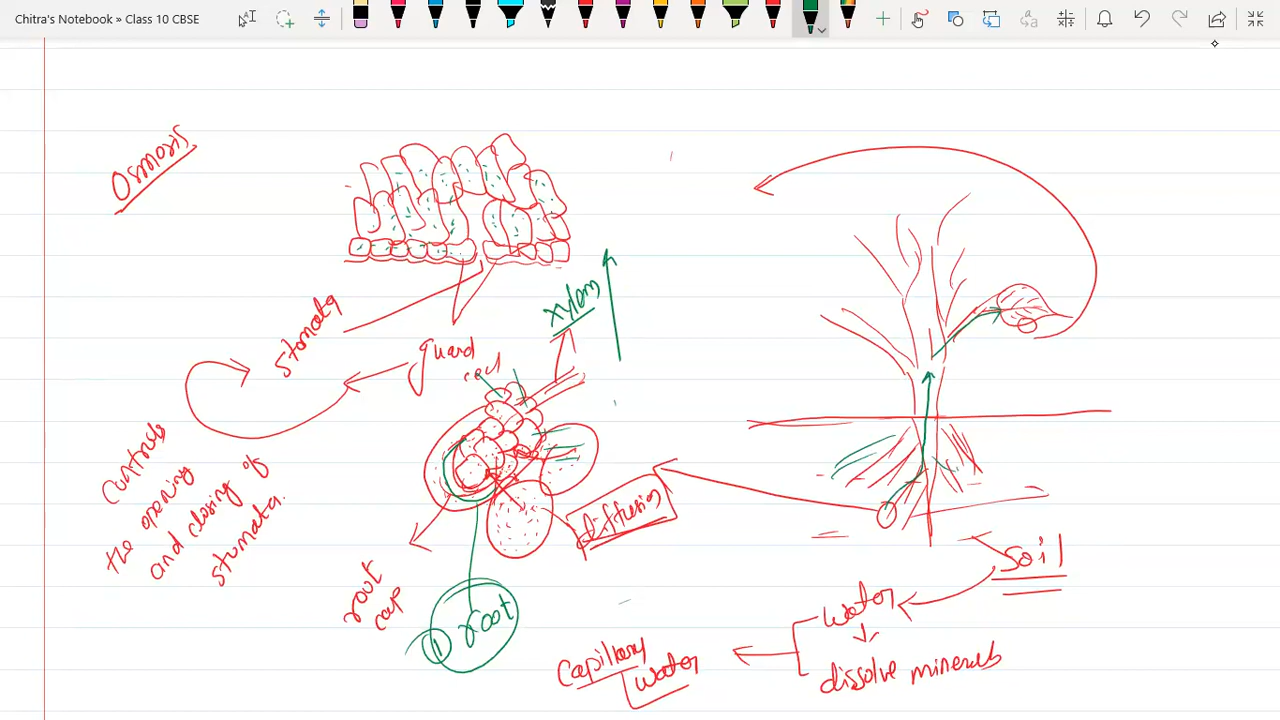 Chitra's Notebook » Class 10 CBSE
Osmosis
xylem
stomata
guard
cell
controls
the opening
and closing of
stomata.
diffusion
root
cap
① root
soil
water
dissolve minerals
capillary
water